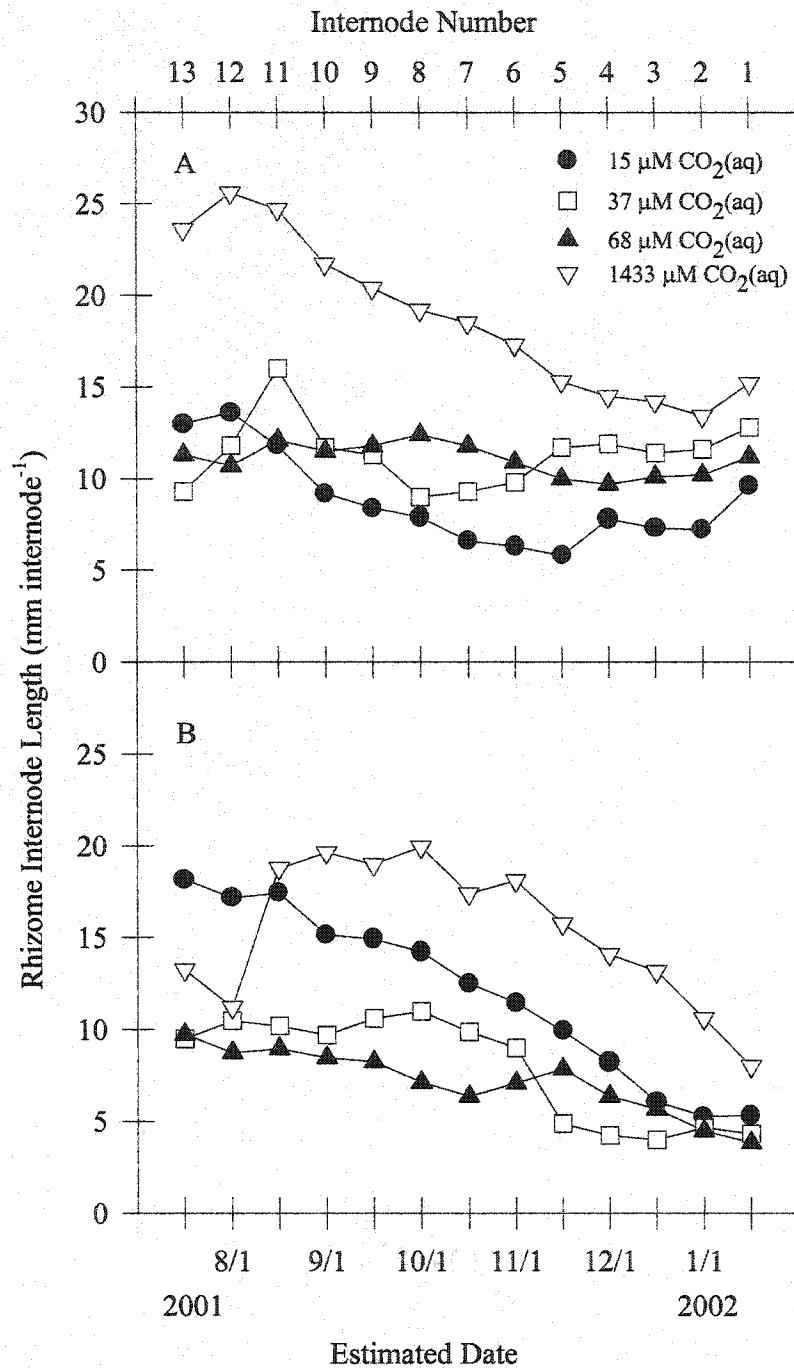 Internode Number
13 12 11 10 9 8 7 6 5 4 3 2 1
30
A
15 µM CO2(aq)
37 µM CO2(aq)
68 µM CO2(aq)
1433 µM CO2(aq)
25
20
15
10
5
0
Rhizome Internode Length (mm internode-1)
B
25
20
15
10
5
0
8/1 9/1 10/1 11/1 12/1 1/1
2001 2002
Estimated Date